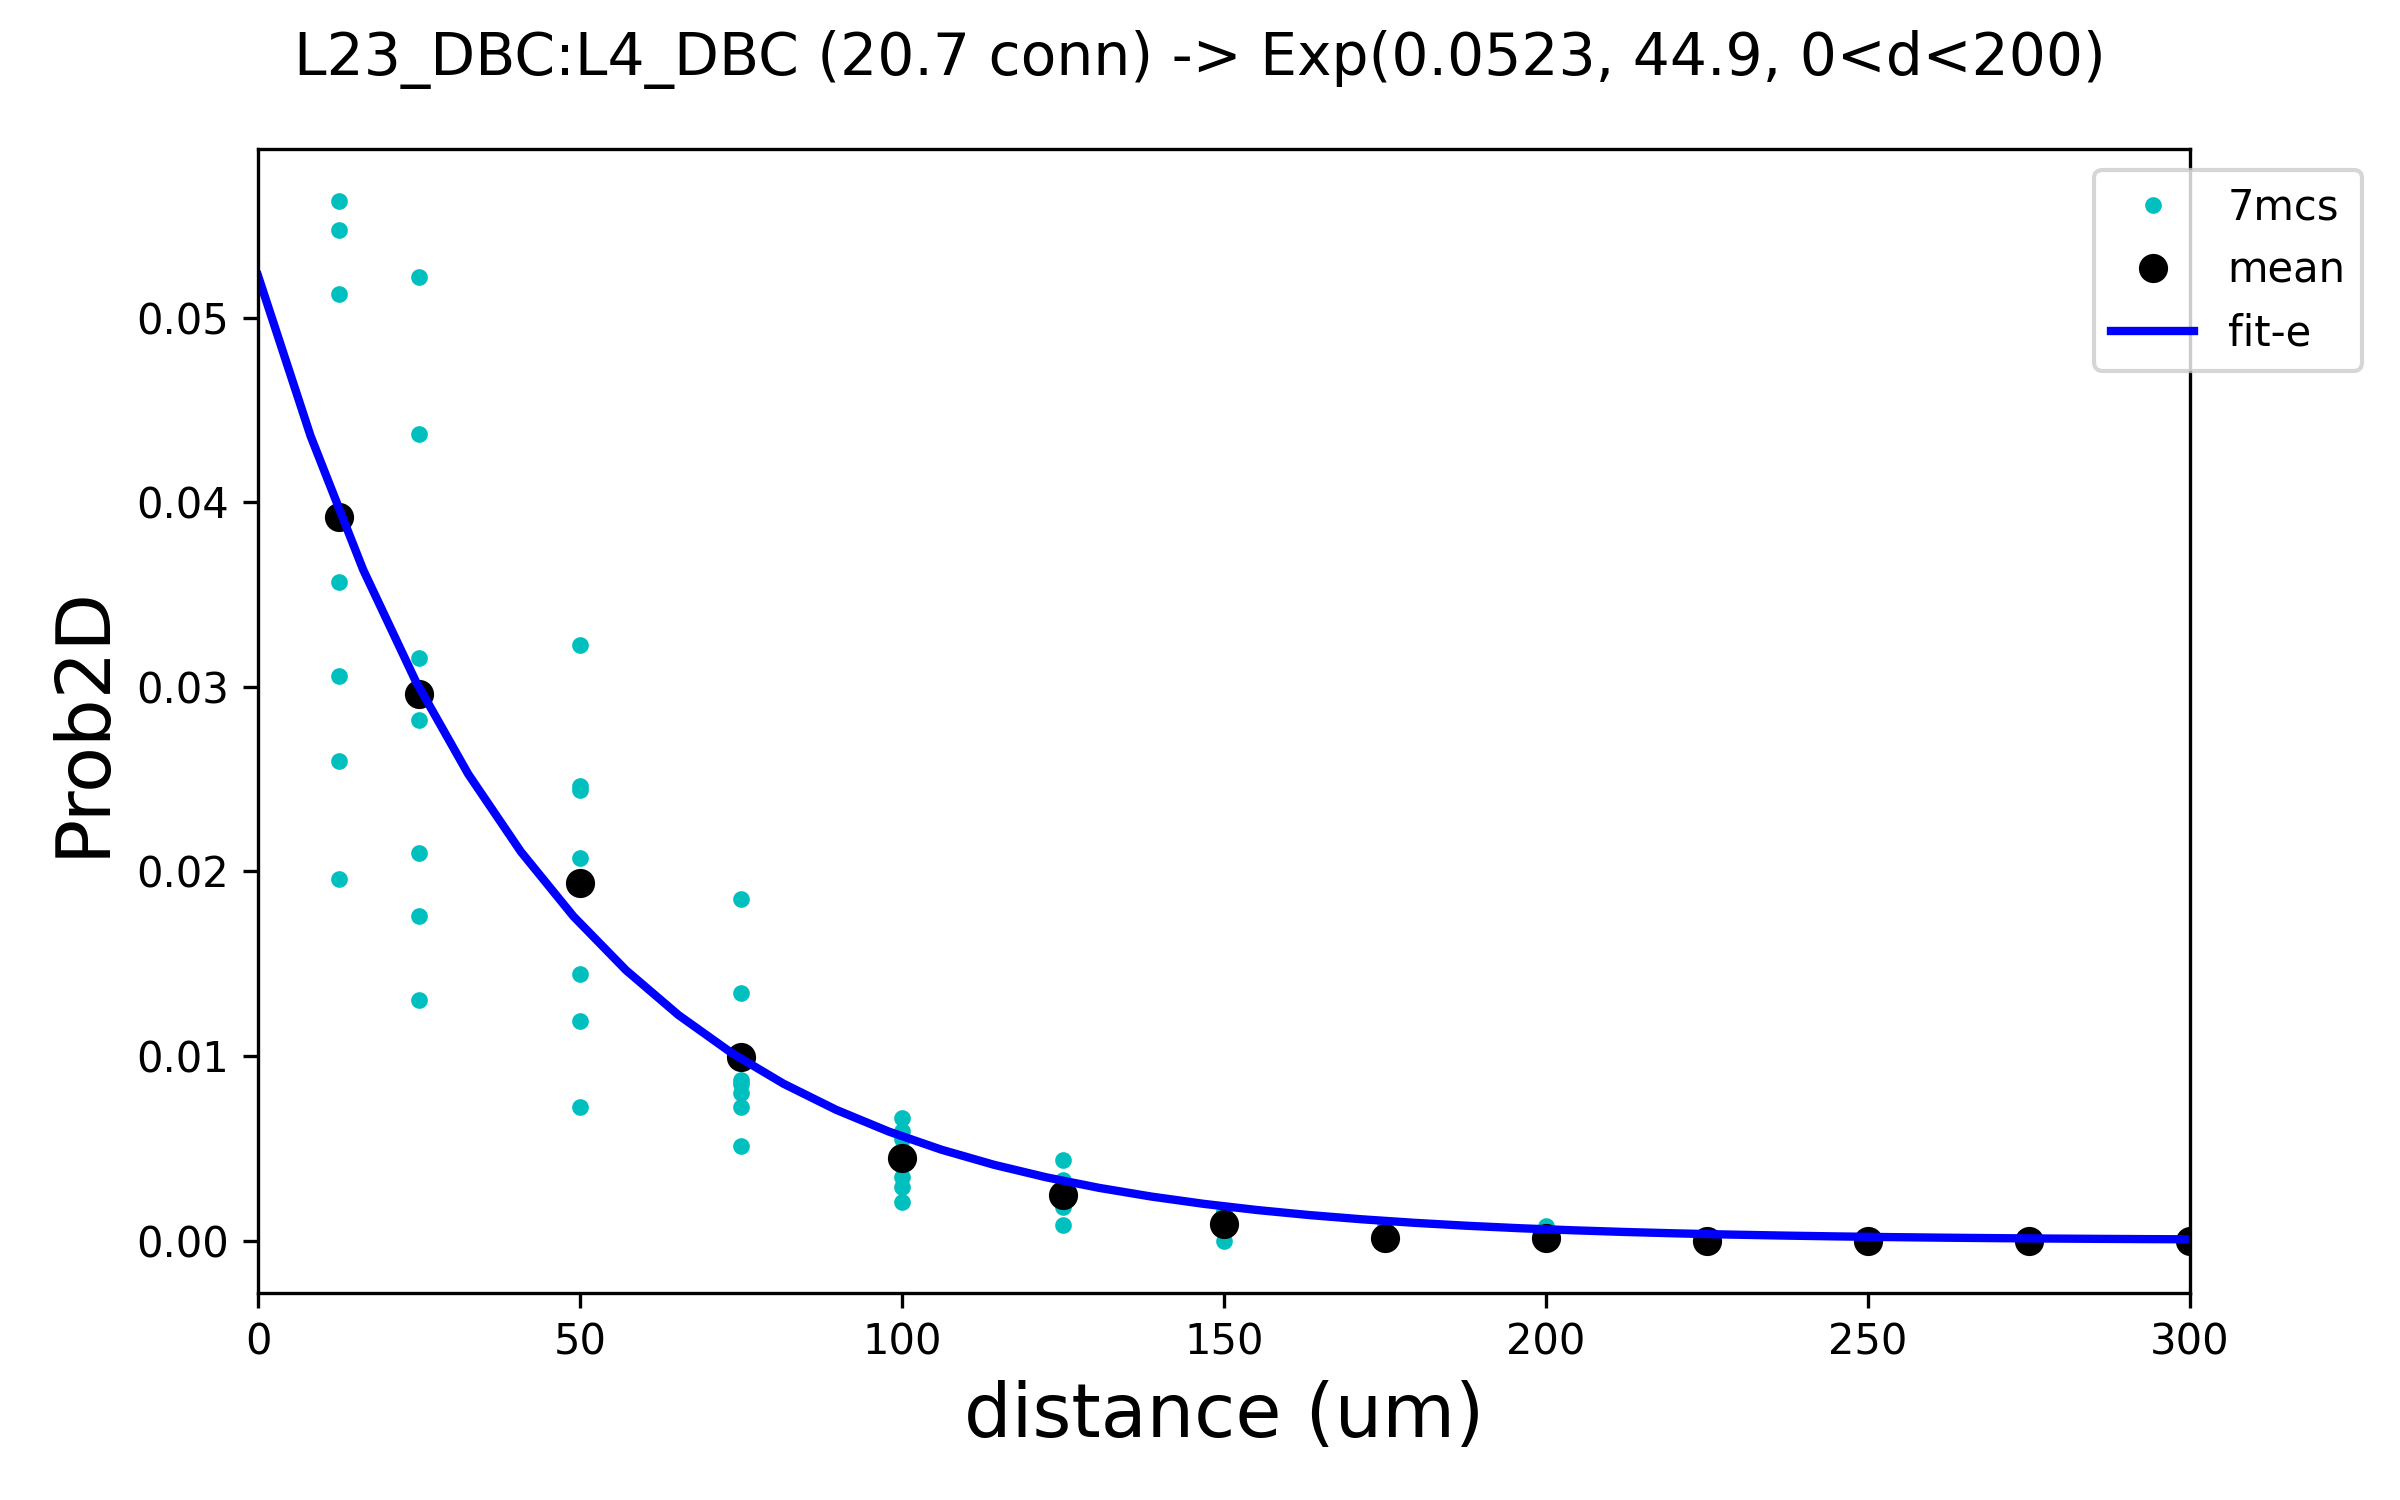 L23_DBC:L4_DBC (20.7 conn) -> Exp(0.0523, 44.9, 0<d<200)
7mcs
mean
fit-e
Prob2D
0.05
0.04
0.03
0.02
0.01
0.00
0 50 100 150 200 250 300
distance (um)